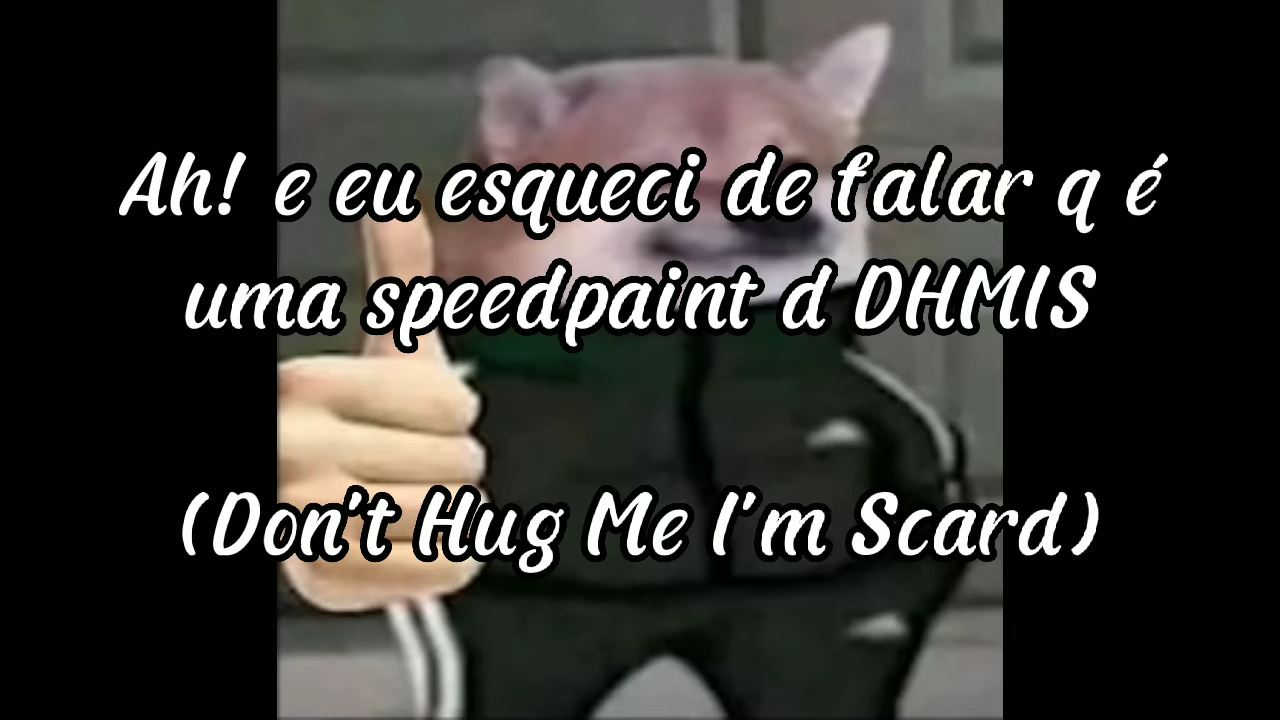 Ah! e eu esqueci de falar q é
uma speedpaint d DHMIS
(Don't Hug Me I'm Scard)